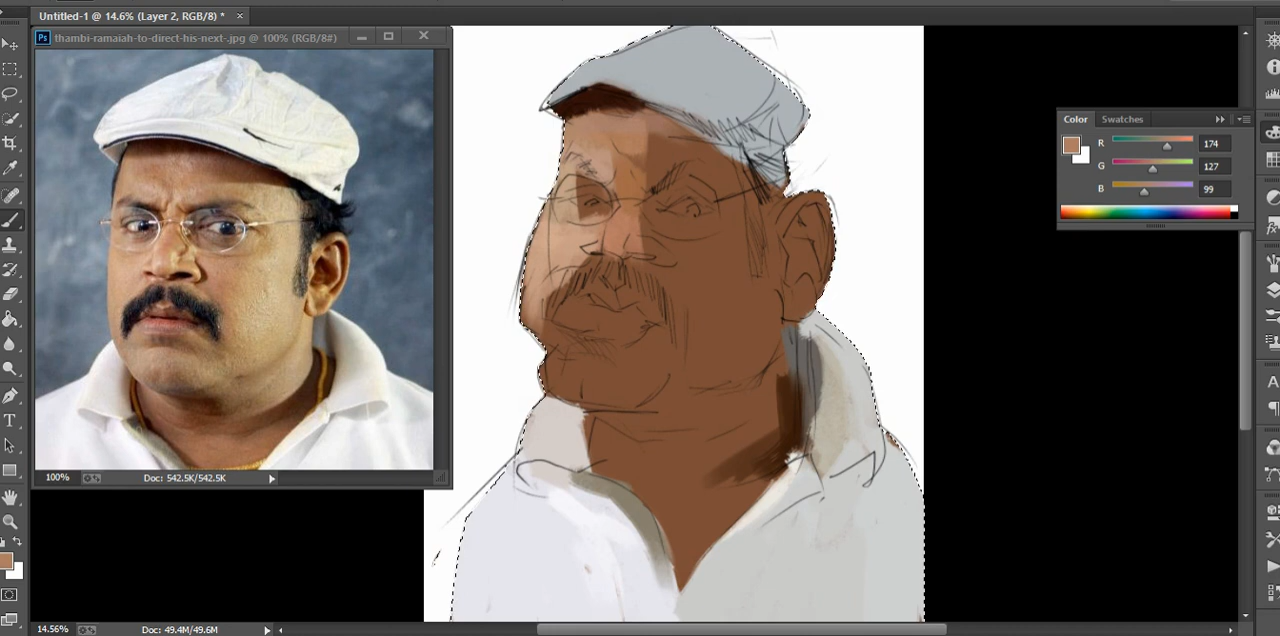 Untitled-1 @ 14.6% (Layer 2, RGB/8) * ×
Ps thambi-ramaiah-to-direct-his-next-.jpg @ 100% (RGB/8#)
Color Swatches
R 174
G 127
B 99
100% Doc: 542.5K/542.5K
14.56% Doc: 49.4M/49.6M